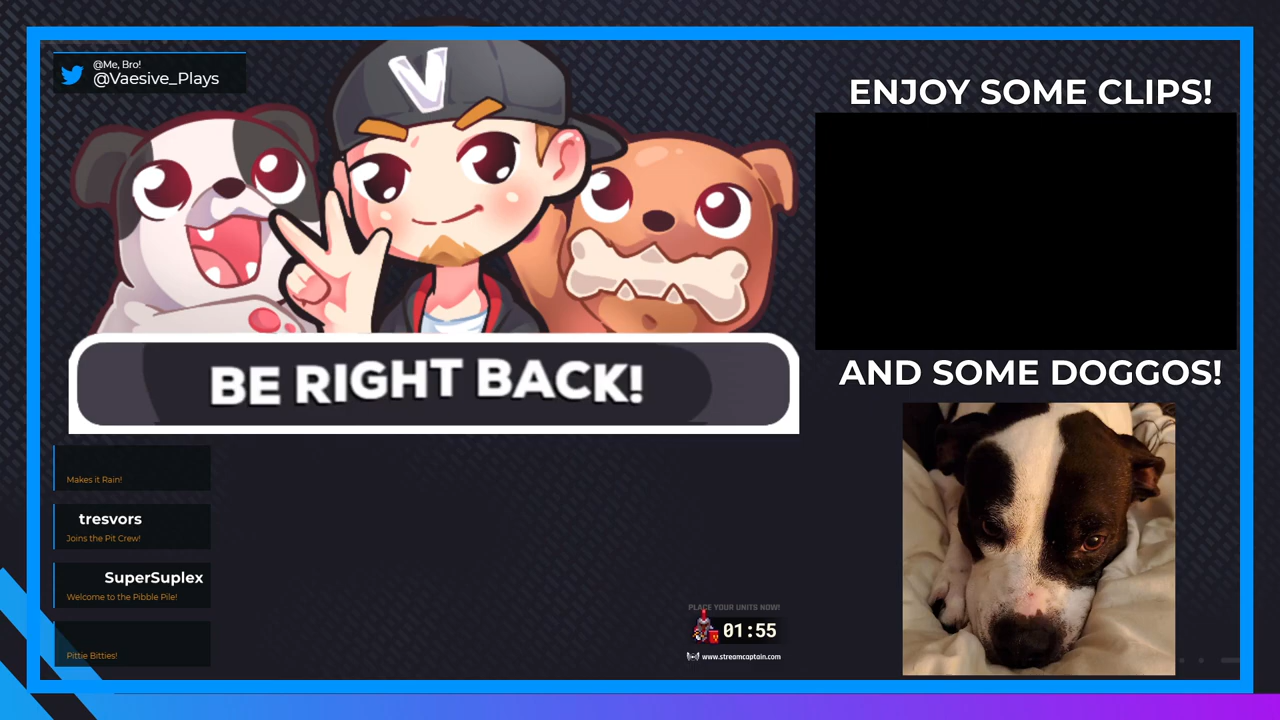 @Me, Bro!
@Vaesive_Plays
V
BE RIGHT BACK!
ENJOY SOME CLIPS!
AND SOME DOGGOS!
Makes it Rain!
tresvors
Joins the Pit Crew!
SuperSuplex
Welcome to the Pibble Pile!
Pittie Bitties!
PLACE YOUR UNITS NOW!
01:55
www.streamcaptain.com